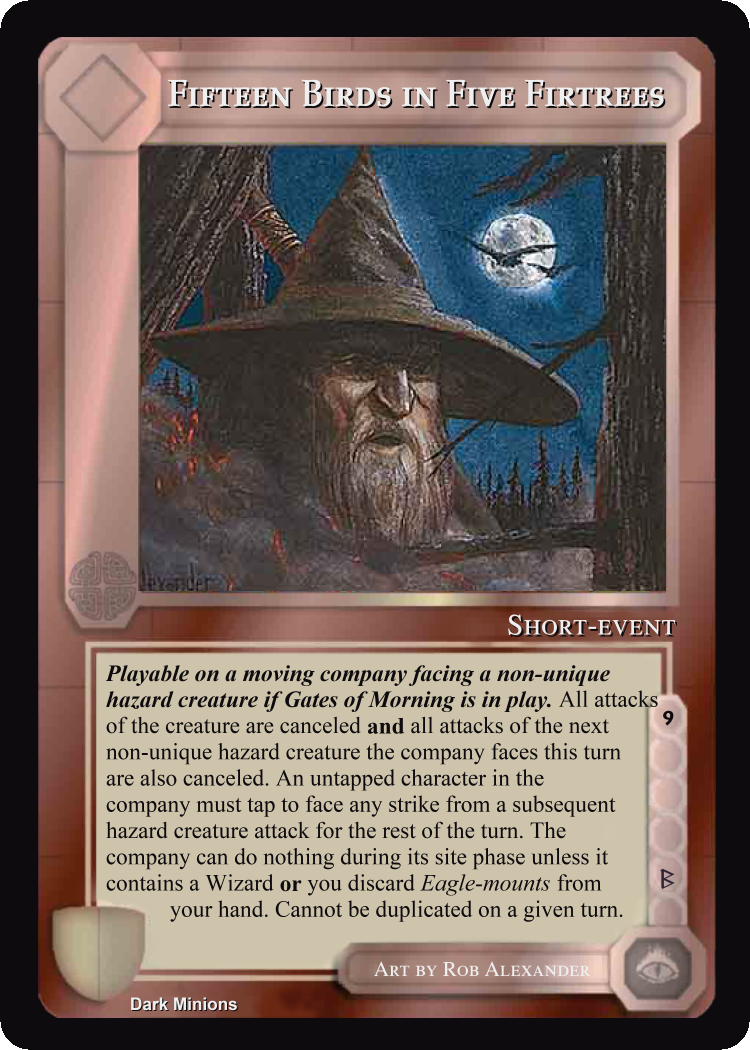 Fifteen Birds in Five Firtrees
lexander
Short-event
Playable on a moving company facing a non-unique
hazard creature if Gates of Morning is in play. All attacks
of the creature are canceled and all attacks of the next
non-unique hazard creature the company faces this turn
are also canceled. An untapped character in the
company must tap to face any strike from a subsequent
hazard creature attack for the rest of the turn. The
company can do nothing during its site phase unless it
contains a Wizard or you discard Eagle-mounts from
your hand. Cannot be duplicated on a given turn.
9
ᛒ
Art by Rob Alexander
Dark Minions